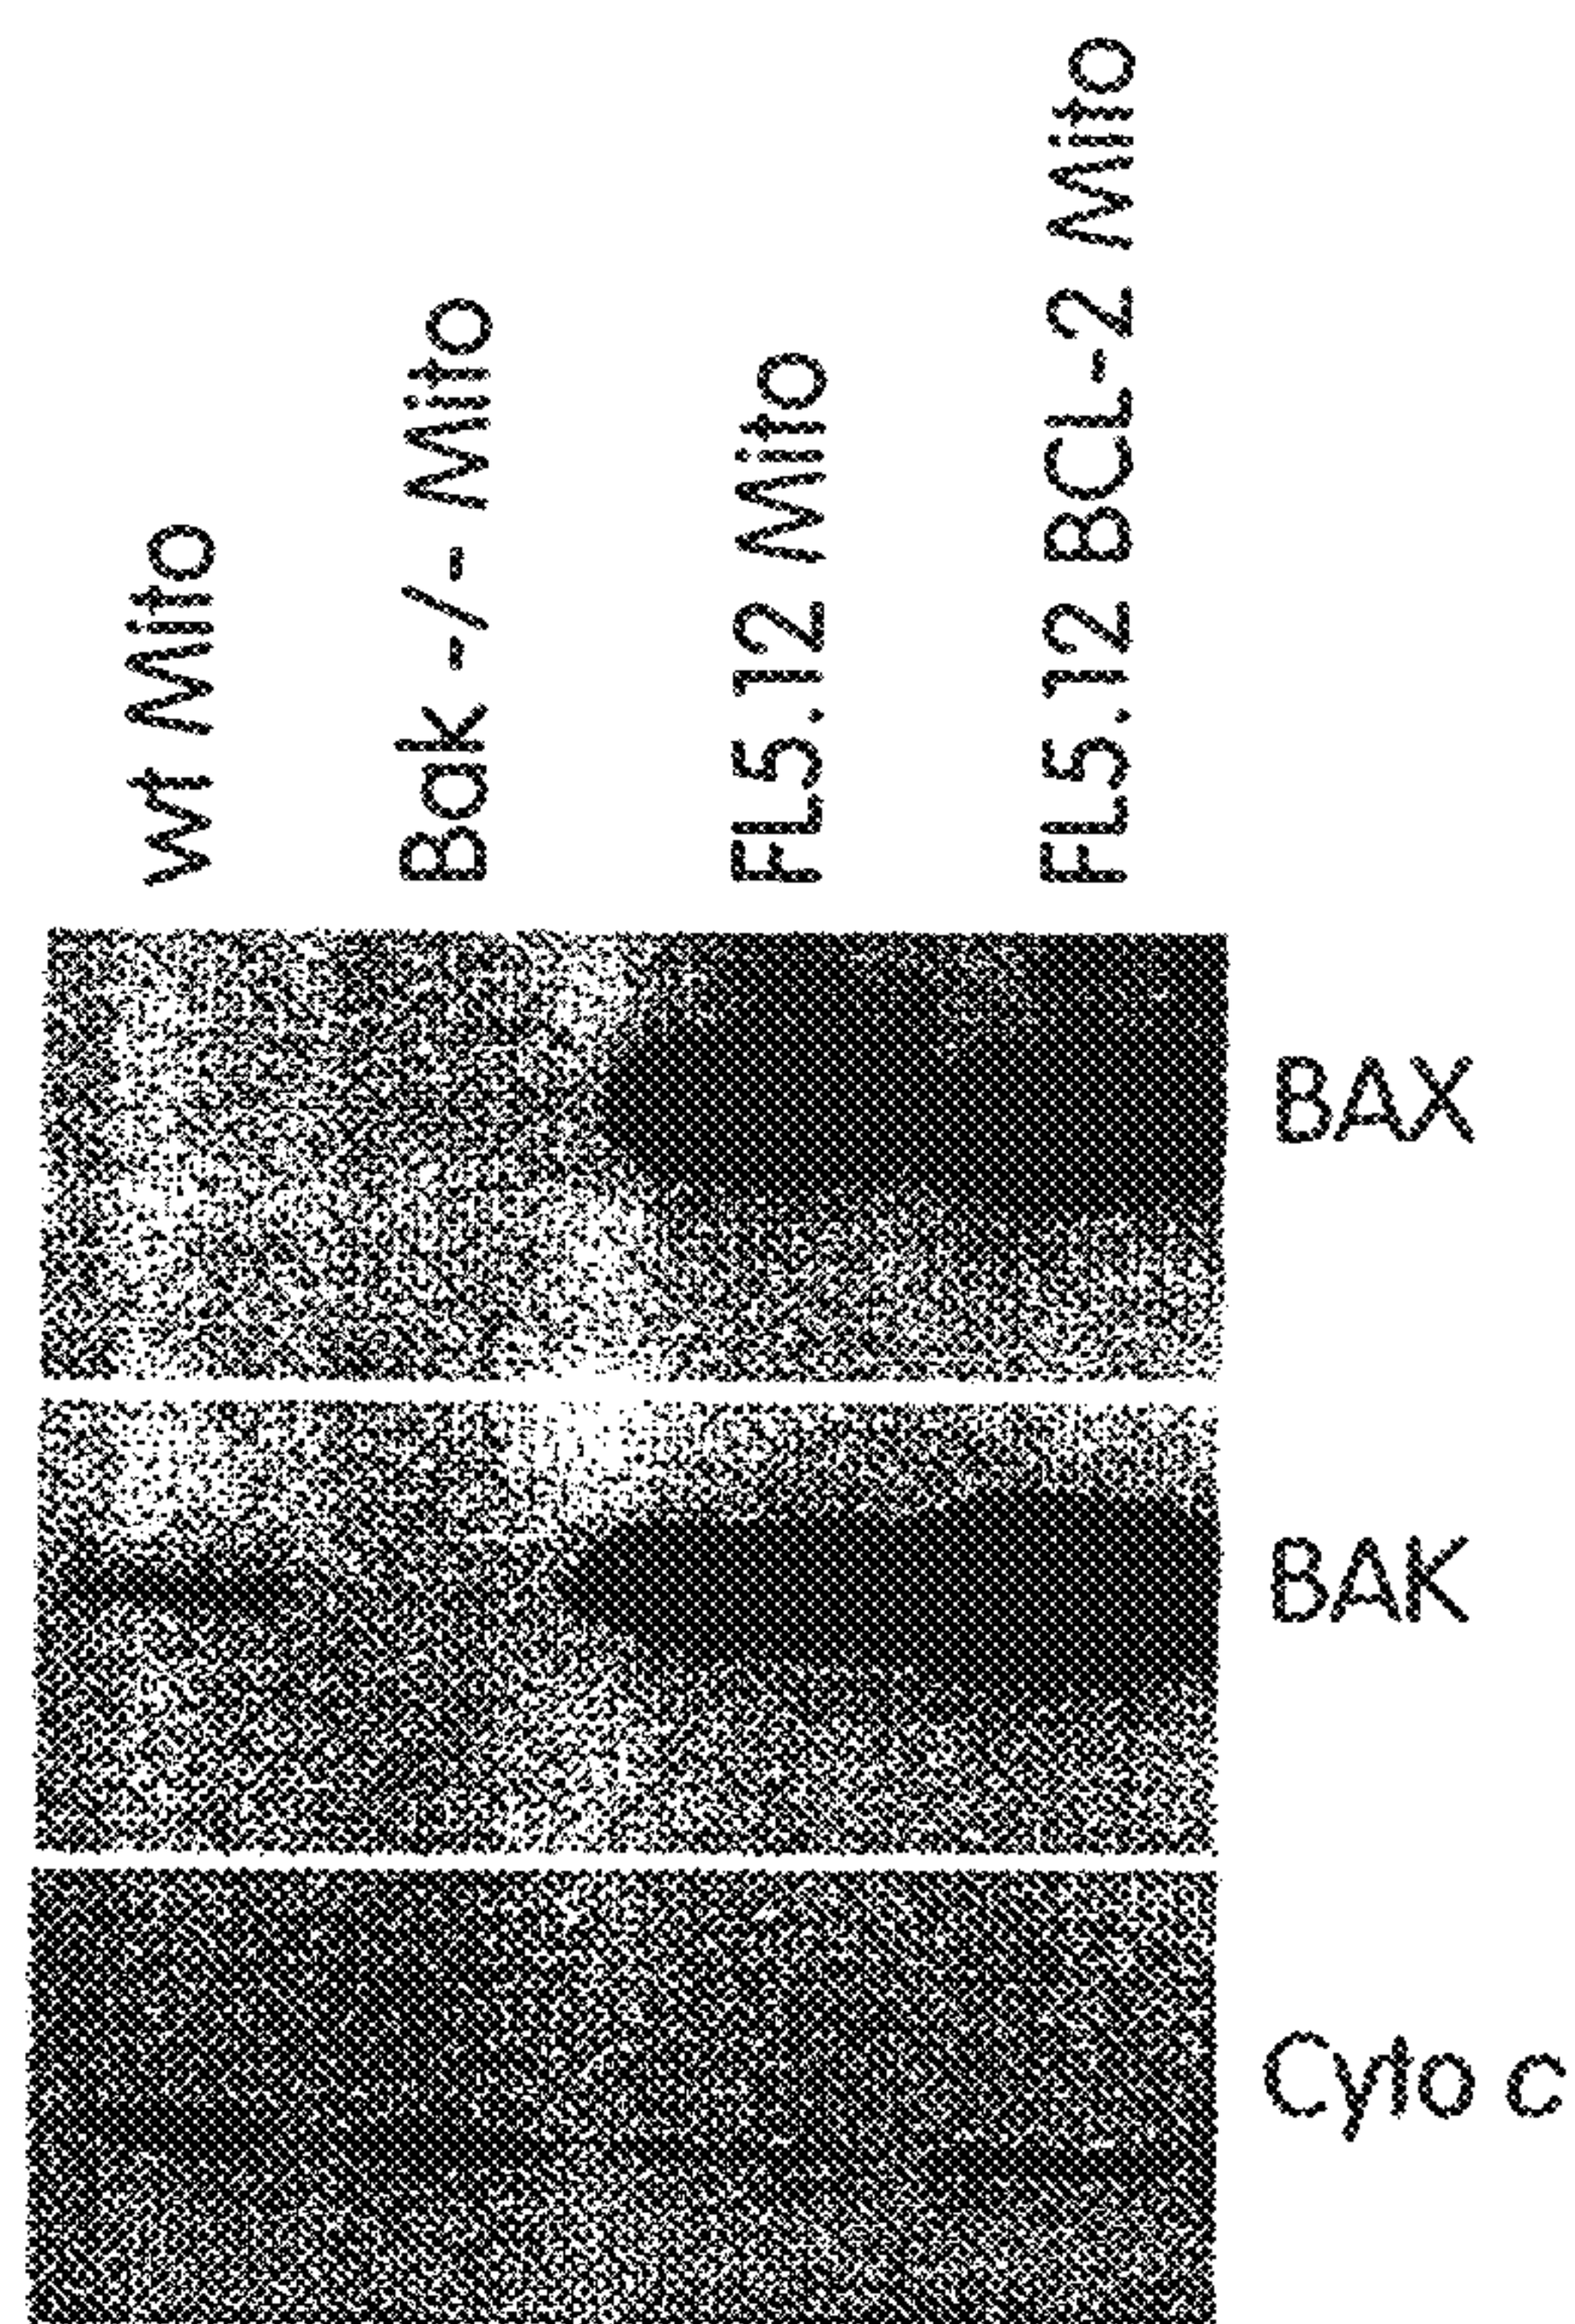 wt Mito
Bak -/- Mito
FL5.12 Mito
FL5.12 BCL-2 Mito
BAX
BAK
Cyto c